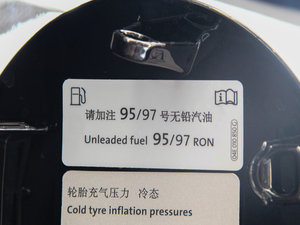 请加注 95/97 号无铅汽油
Unleaded fuel 95/97 RON
轮胎充气压力 冷态
Cold tyre inflation pressures